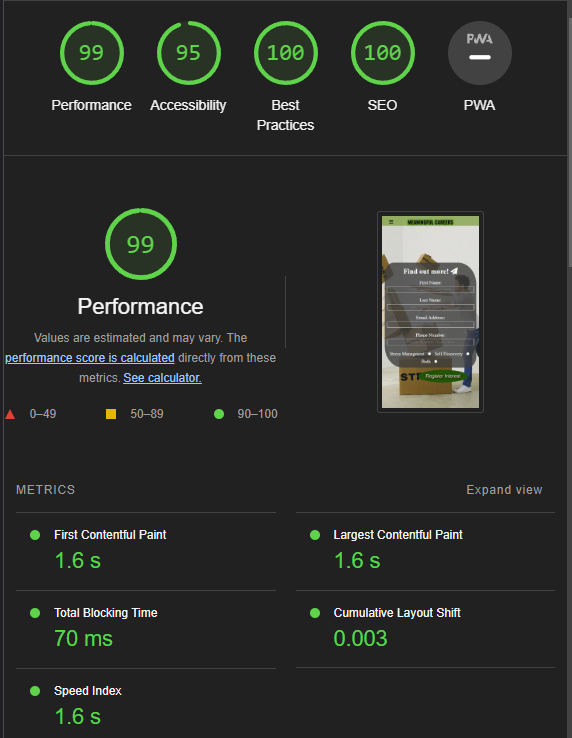 99
95
100
100
PWA
Performance
Accessibility
Best
Practices
SEO
PWA
99
Performance
Values are estimated and may vary. The
performance score is calculated directly from these
metrics. See calculator.
0–49
50–89
90–100
MEANINGFUL CAREERS
Find out more!
First Name:
Last Name:
Email Address:
Phone Number:
Stress Management
Self Discovery
Both
STI
Register Interest
METRICS
Expand view
First Contentful Paint
1.6 s
Largest Contentful Paint
1.6 s
Total Blocking Time
70 ms
Cumulative Layout Shift
0.003
Speed Index
1.6 s